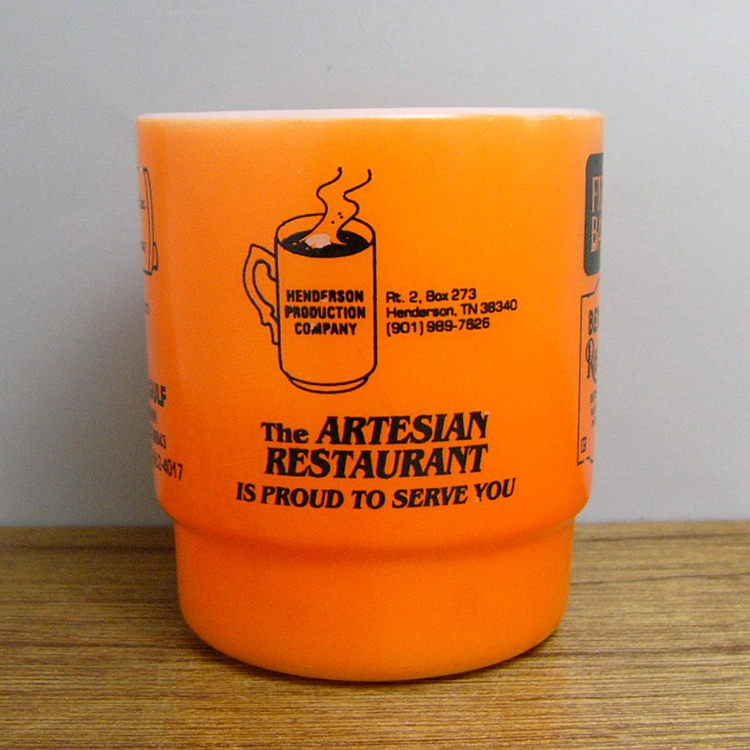 HENDERSON
PRODUCTION
COMPANY
Rt. 2, Box 273
Henderson, TN 38340
(901) 989-7626
The ARTESIAN
RESTAURANT
IS PROUD TO SERVE YOU